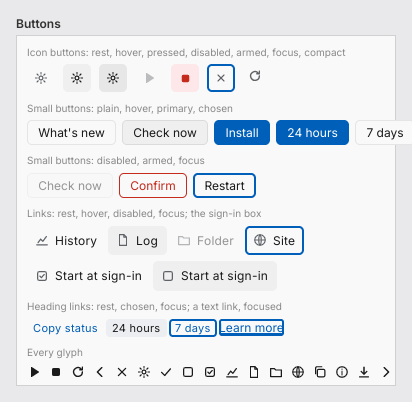 Buttons
Icon buttons: rest, hover, pressed, disabled, armed, focus, compact
Small buttons: plain, hover, primary, chosen
What's new Check now Install 24 hours 7 days
Small buttons: disabled, armed, focus
Check now Confirm Restart
Links: rest, hover, disabled, focus; the sign-in box
History Log Folder Site
Start at sign-in Start at sign-in
Heading links: rest, chosen, focus; a text link, focused
Copy status 24 hours 7 days Learn more
Every glyph